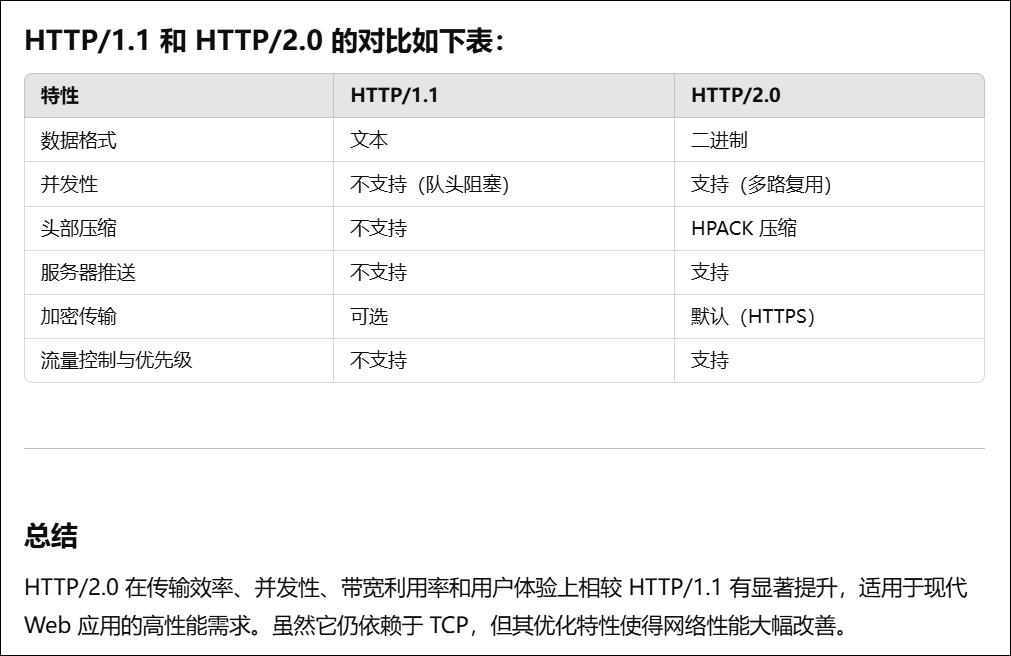 HTTP/1.1 和 HTTP/2.0 的对比如下表：
特性 HTTP/1.1 HTTP/2.0
数据格式 文本 二进制
并发性 不支持（队头阻塞） 支持（多路复用）
头部压缩 不支持 HPACK 压缩
服务器推送 不支持 支持
加密传输 可选 默认（HTTPS）
流量控制与优先级 不支持 支持
总结
HTTP/2.0 在传输效率、并发性、带宽利用率和用户体验上相较 HTTP/1.1 有显著提升，适用于现代
Web 应用的高性能需求。虽然它仍依赖于 TCP，但其优化特性使得网络性能大幅改善。